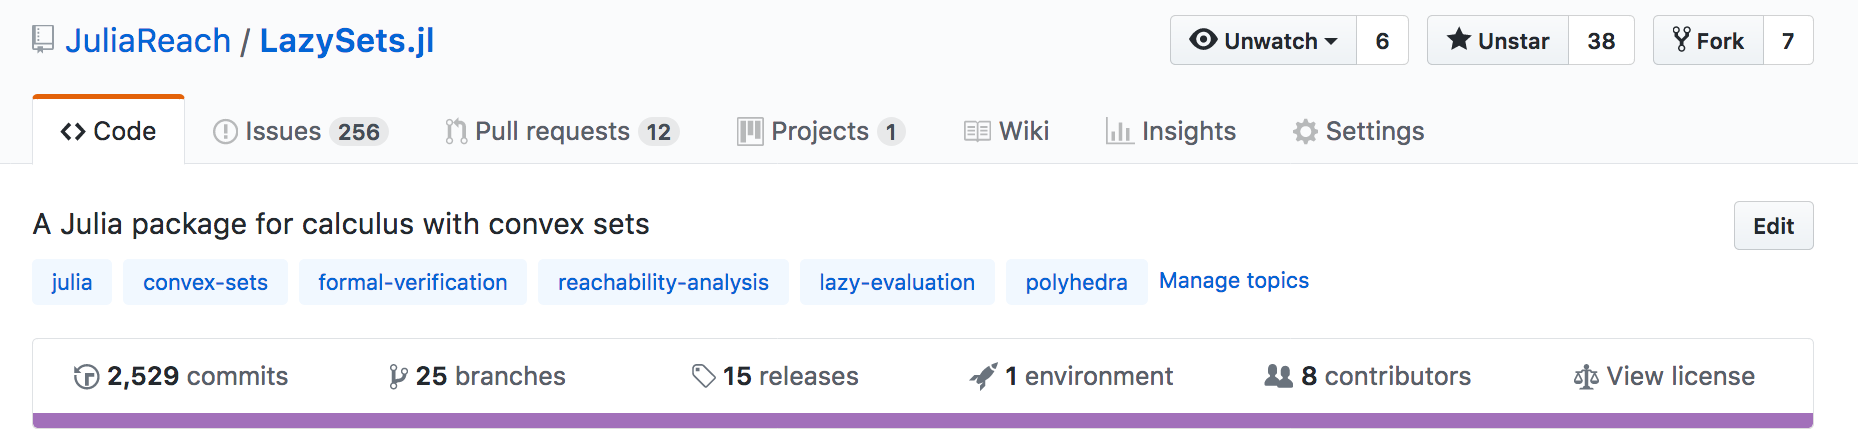 JuliaReach / LazySets.jl Unwatch 6 Unstar 38 Fork 7
Code Issues 256 Pull requests 12 Projects 1 Wiki Insights Settings
A Julia package for calculus with convex sets Edit
julia convex-sets formal-verification reachability-analysis lazy-evaluation polyhedra Manage topics
2,529 commits 25 branches 15 releases 1 environment 8 contributors View license